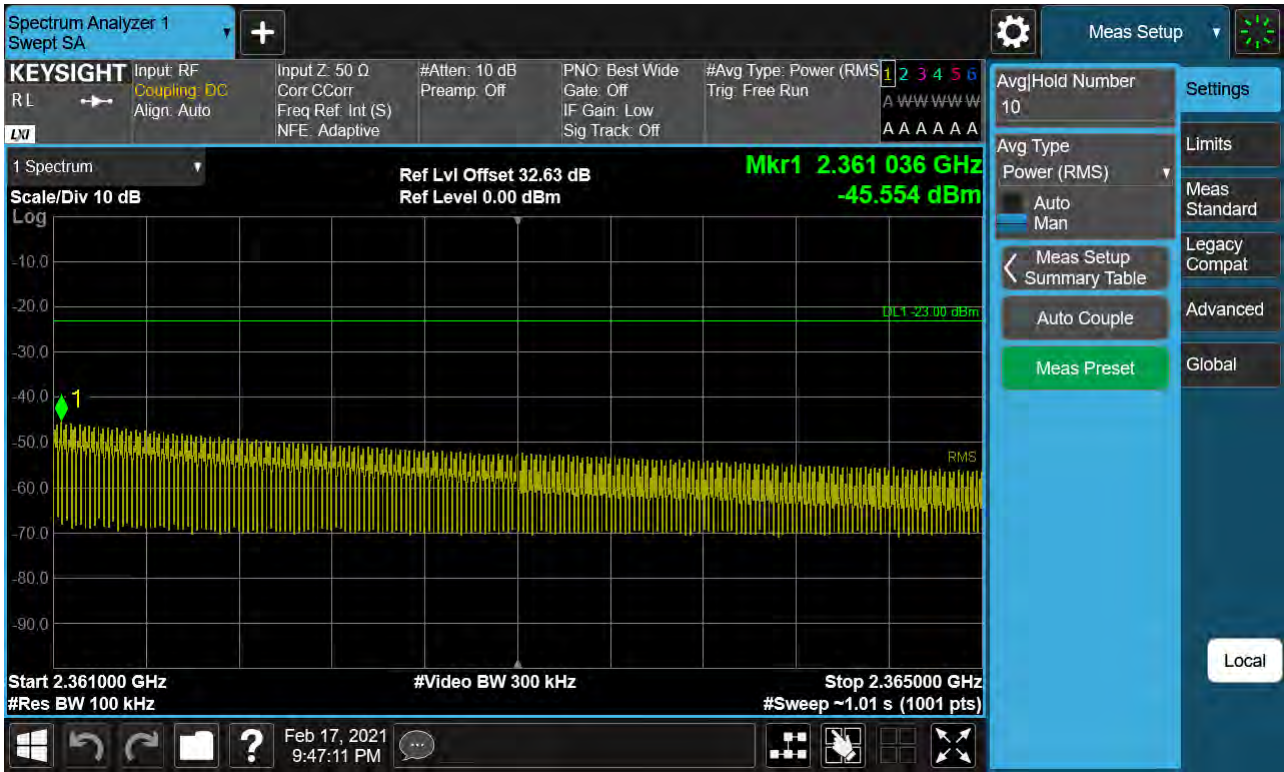 Spectrum Analyzer 1
Swept SA
+
Meas Setup
KEYSIGHT
RL
LXI
Input: RF
Coupling: DC
Align: Auto
Input Z: 50 Ω
Corr CCorr
Freq Ref: Int (S)
NFE: Adaptive
#Atten: 10 dB
Preamp: Off
PNO: Best Wide
Gate: Off
IF Gain: Low
Sig Track: Off
#Avg Type: Power (RMS
Trig: Free Run
1 2 3 4 5 6
A W W W W W
A A A A A A
1 Spectrum
Scale/Div 10 dB
Log
Ref Lvl Offset 32.63 dB
Ref Level 0.00 dBm
Mkr1 2.361 036 GHz
-45.554 dBm
-10.0
-20.0
DL1 -23.00 dBm
-30.0
-40.0
1
-50.0
RMS
-60.0
-70.0
-80.0
-90.0
Start 2.361000 GHz
#Video BW 300 kHz
Stop 2.365000 GHz
#Res BW 100 kHz
#Sweep ~1.01 s (1001 pts)
Avg|Hold Number
10
Avg Type
Power (RMS)
Auto
Man
Meas Setup
Summary Table
Auto Couple
Meas Preset
Settings
Limits
Meas
Standard
Legacy
Compat
Advanced
Global
Local
?
Feb 17, 2021
9:47:11 PM